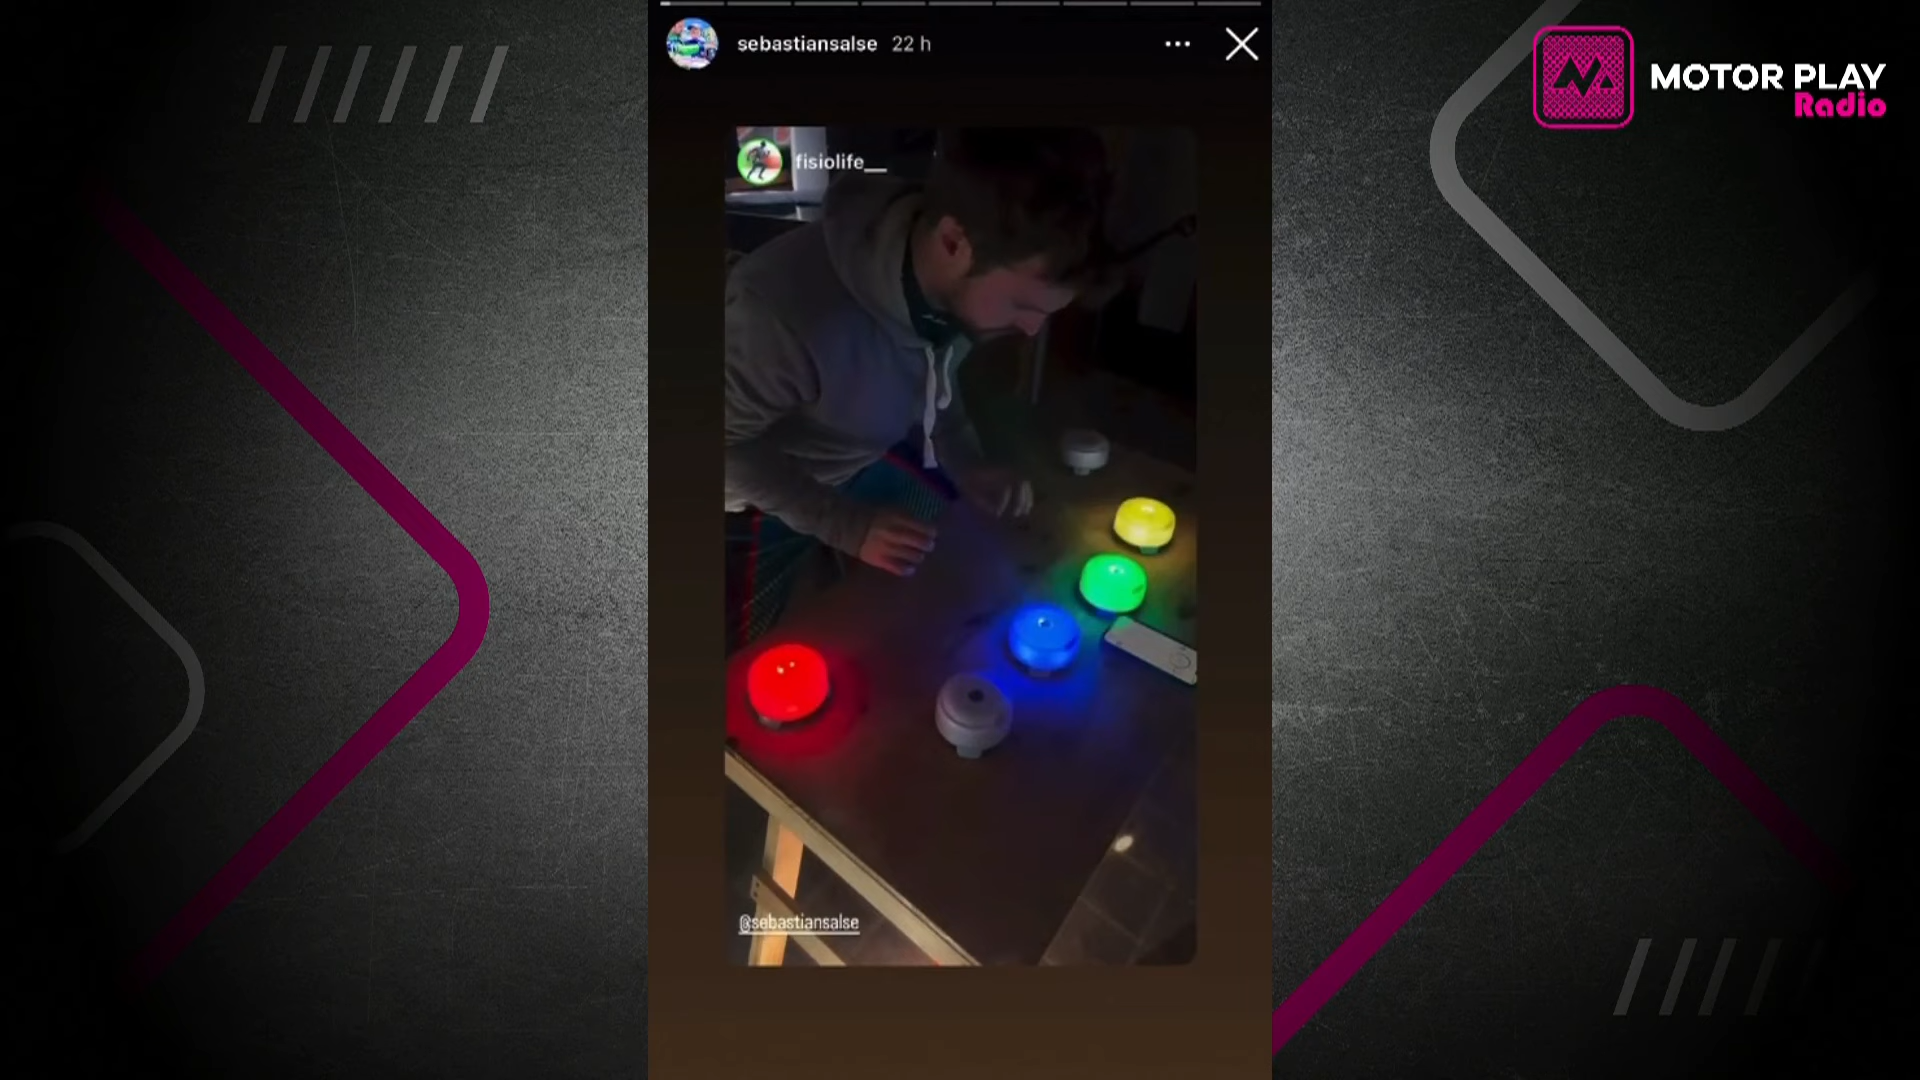 sebastiansalse 22 h
MOTOR PLAY
Radio
fisiolife__
@sebastiansalse